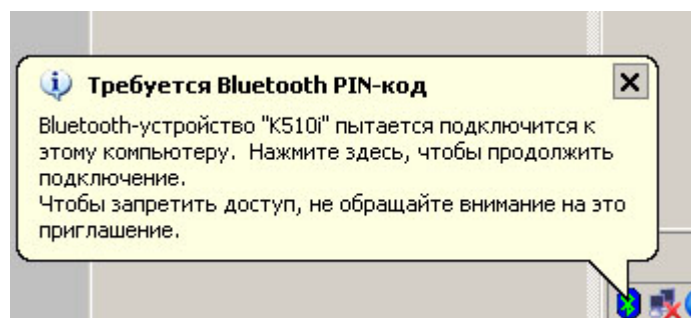 Требуется Bluetooth PIN-код
Bluetooth-устройство "K510i" пытается подключится к
этому компьютеру. Нажмите здесь, чтобы продолжить
подключение.
Чтобы запретить доступ, не обращайте внимание на это
приглашение.